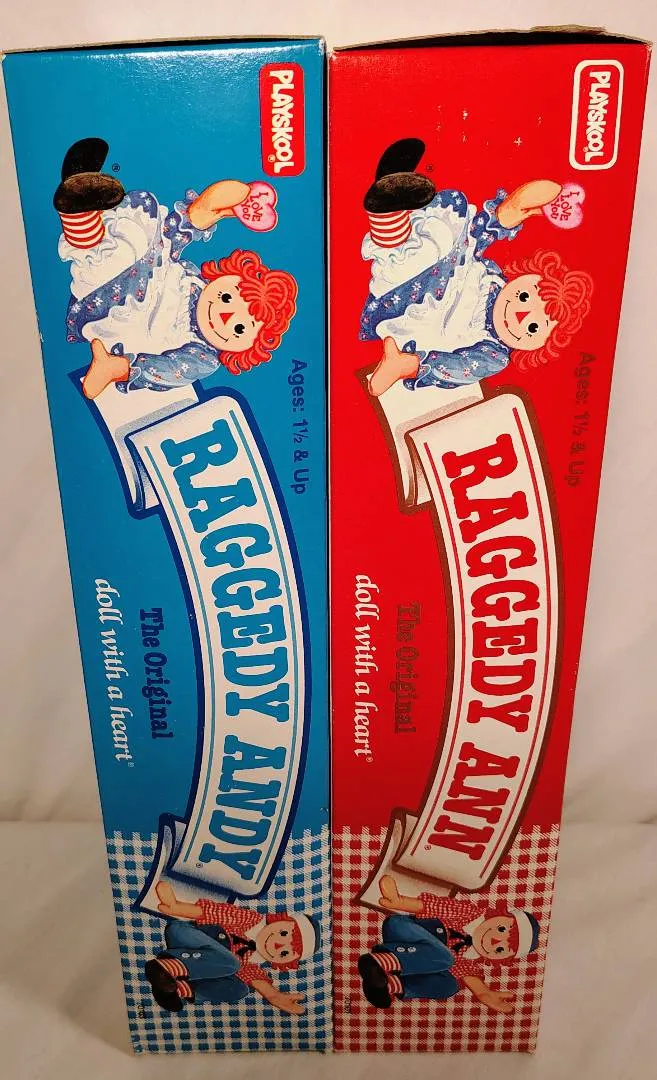 PLAYSKOOL®
®
I LOVE You
Ages: 1½ & Up
RAGGEDY ANDY®
The Original
doll with a heart®
PLAYSKOOL®
®
I LOVE You
Ages: 1½ & Up
RAGGEDY ANN®
The Original
doll with a heart®